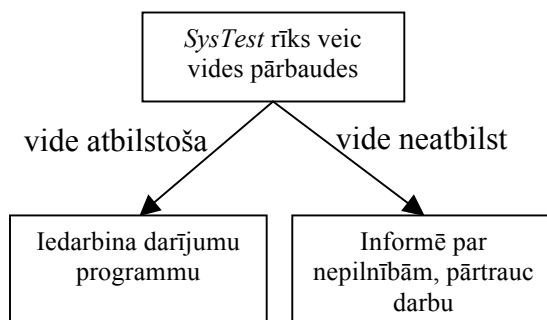 SysTest rīks veic
vides pārbaudes
vide atbilstoša
vide neatbilst
Iedarbina darījumu
programmu
Informē par
nepilnībām, pārtrauc
darbu